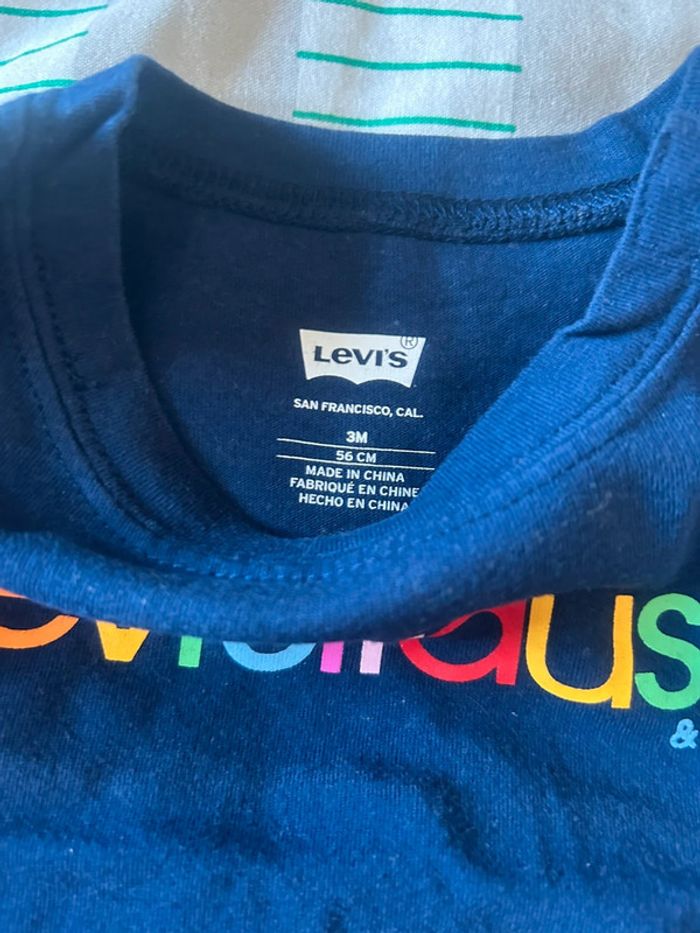 LEVI'S ®
SAN FRANCISCO, CAL.
3M
56 CM
MADE IN CHINA
FABRIQUÉ EN CHINE
HECHO EN CHINA
&